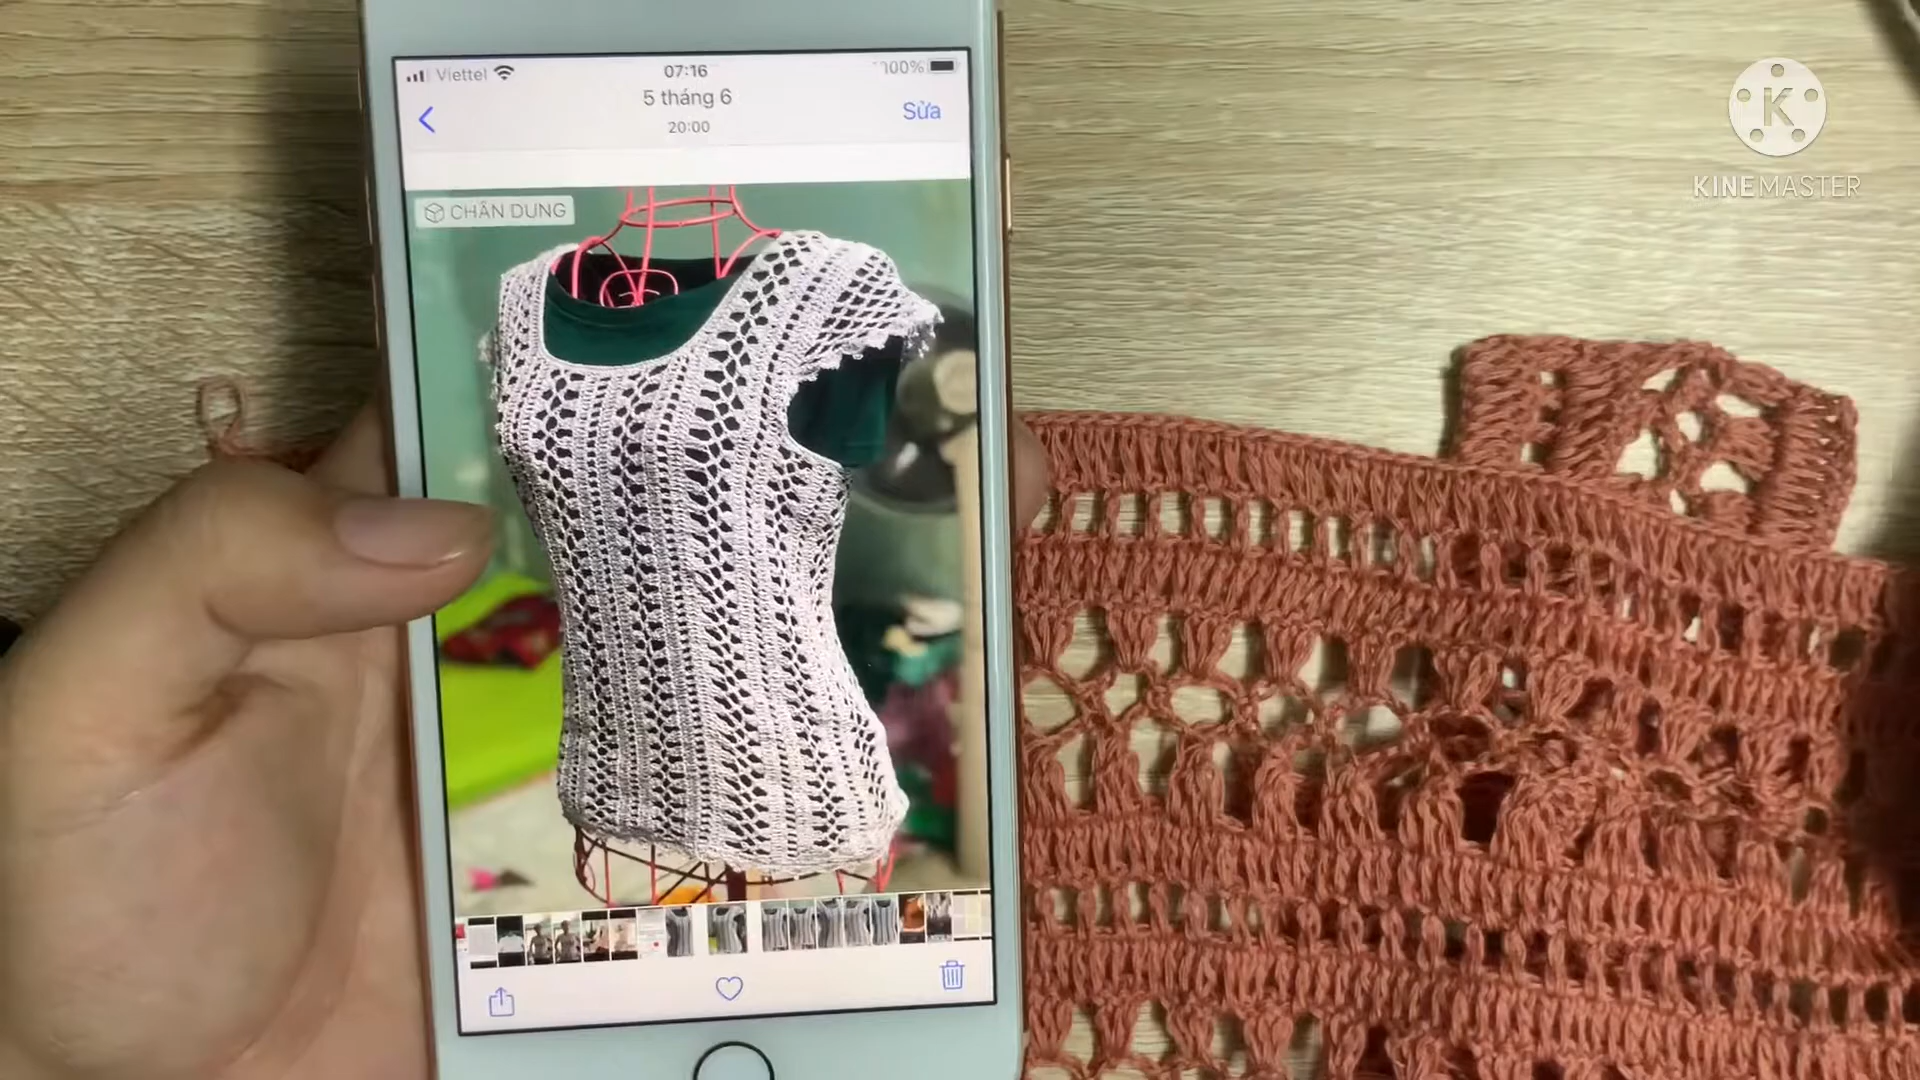 Viettel
07:16
100%
5 tháng 6
20:00
Sửa
CHÂN DUNG
K
KINEMASTER